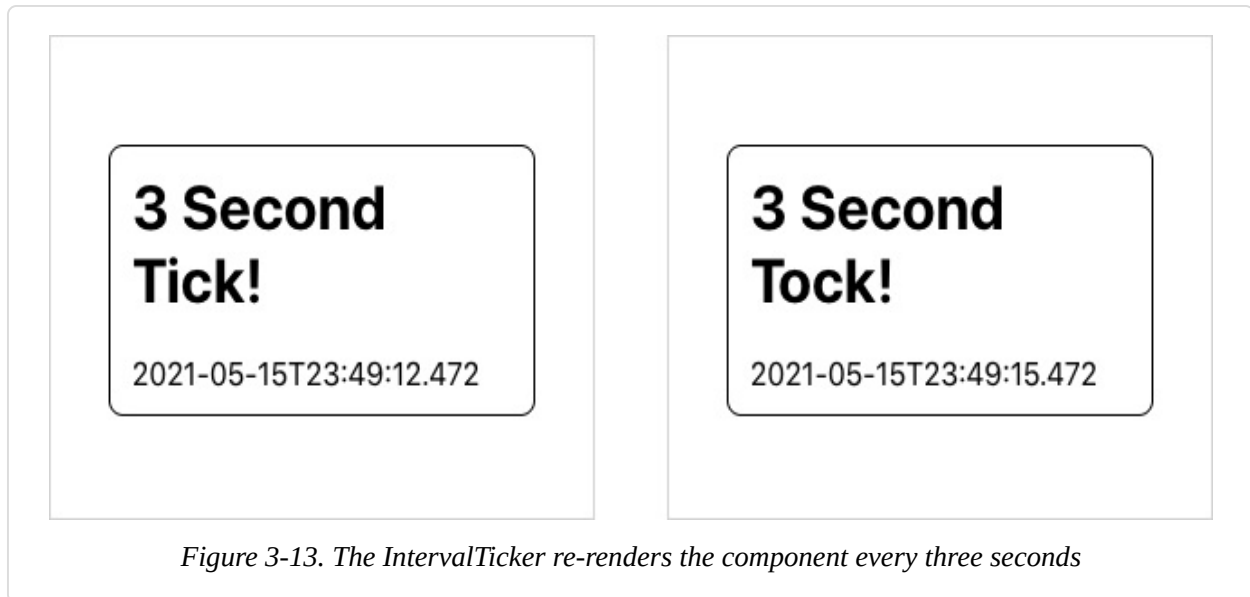 3 Second
Tick!
2021-05-15T23:49:12.472
3 Second
Tock!
2021-05-15T23:49:15.472
Figure 3-13. The IntervalTicker re-renders the component every three seconds